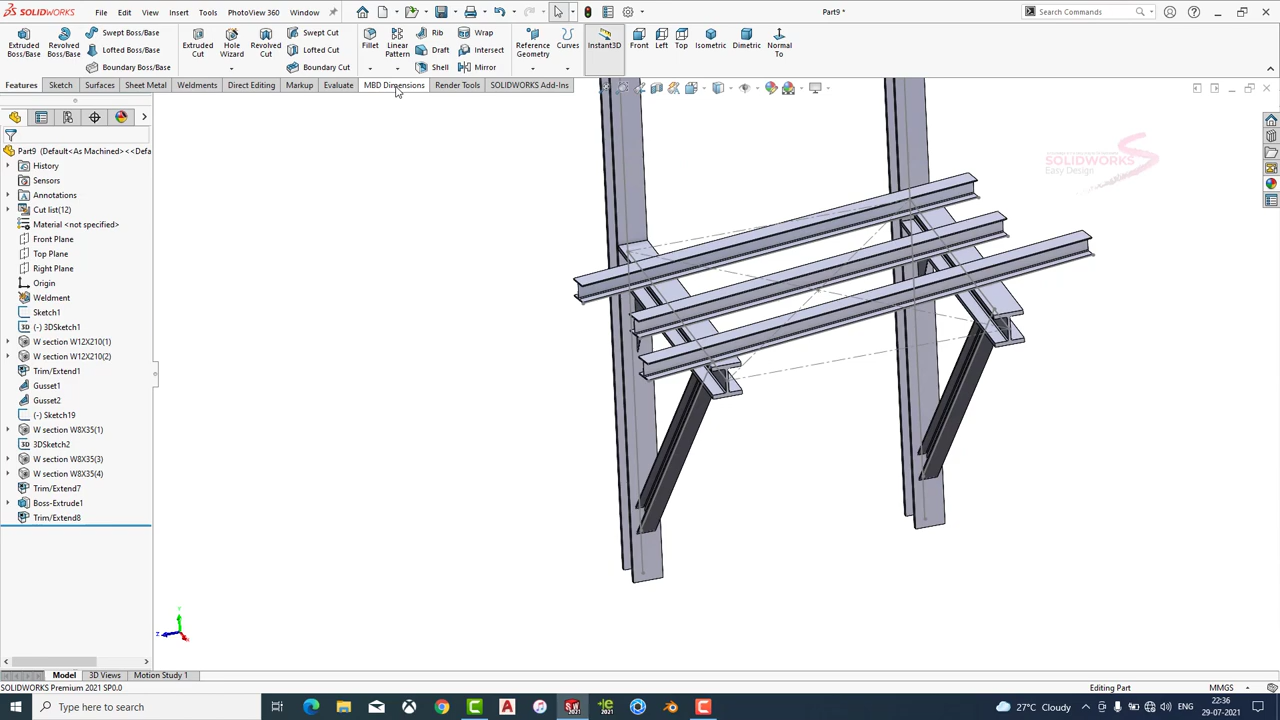 SOLIDWORKS
File
Edit
View
Insert
Tools
PhotoView 360
Window
Part9 *
Search Commands
Extruded Boss/Base
Revolved Boss/Base
Swept Boss/Base
Lofted Boss/Base
Boundary Boss/Base
Extruded Cut
Hole Wizard
Revolved Cut
Swept Cut
Lofted Cut
Boundary Cut
Fillet
Linear Pattern
Rib
Draft
Shell
Wrap
Intersect
Mirror
Reference Geometry
Curves
Instant3D
Front
Left
Top
Isometric
Dimetric
Normal To
Features
Sketch
Surfaces
Sheet Metal
Weldments
Direct Editing
Markup
Evaluate
MBD Dimensions
Render Tools
SOLIDWORKS Add-Ins
Part9 (Default<As Machined><<Defa
History
Sensors
Annotations
Cut list(12)
Material <not specified>
Front Plane
Top Plane
Right Plane
Origin
Weldment
Sketch1
(-) 3DSketch1
W section W12X210(1)
W section W12X210(2)
Trim/Extend1
Gusset1
Gusset2
(-) Sketch19
W section W8X35(1)
3DSketch2
W section W8X35(3)
W section W8X35(4)
Trim/Extend7
Boss-Extrude1
Trim/Extend8
SOLIDWORKS
Easy Design
Y
Z
X
Model
3D Views
Motion Study 1
SOLIDWORKS Premium 2021 SP0.0
Editing Part
MMGS
Type here to search
27°C Cloudy
ENG
22:36
29-07-2021